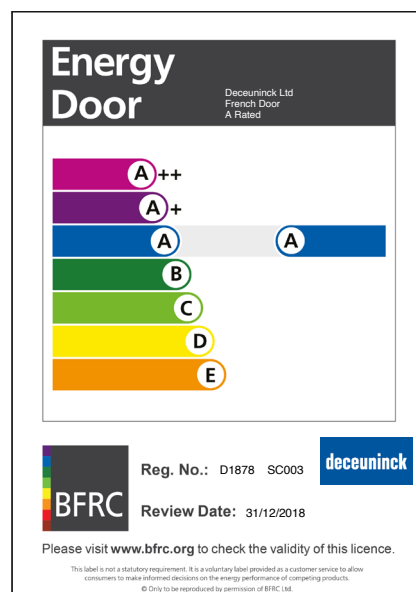 Energy
Door
Deceuninck Ltd
French Door
A Rated
A++
A+
A A
B
C
D
E
BFRC
Reg. No.: D1878 SC003
deceuninck
Review Date: 31/12/2018
Please visit www.bfrc.org to check the validity of this licence.
This label is not a statutory requirement. It is a voluntary label provided as a customer service to allow
consumers to make informed decisions on the energy performance of competing products.
© Only to be reproduced by permission of BFRC Ltd.